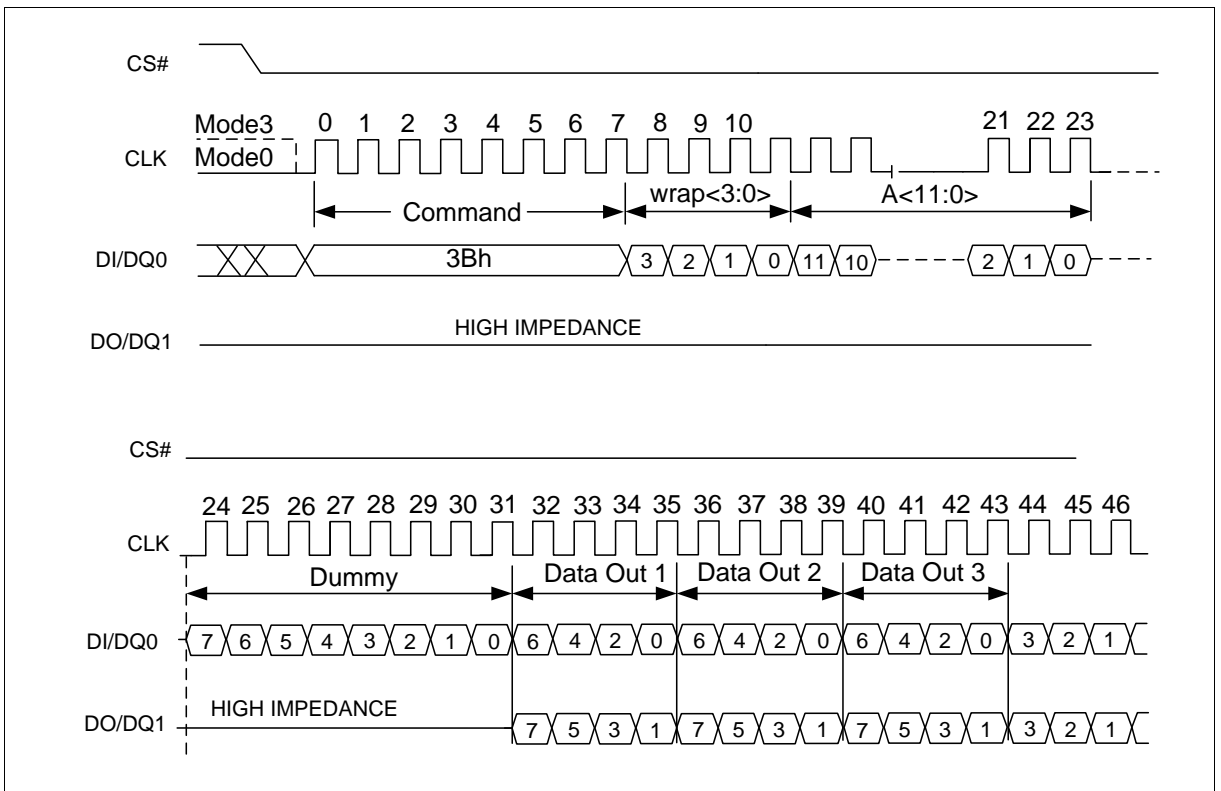 CS#
Mode3 0 1 2 3 4 5 6 7 8 9 10 21 22 23
CLK Mode0
Command wrap<3:0> A<11:0>
DI/DQ0 3Bh 3 2 1 0 11 10 2 1 0
HIGH IMPEDANCE
DO/DQ1
CS#
24 25 26 27 28 29 30 31 32 33 34 35 36 37 38 39 40 41 42 43 44 45 46
CLK
Dummy Data Out 1 Data Out 2 Data Out 3
DI/DQ0 7 6 5 4 3 2 1 0 6 4 2 0 6 4 2 0 6 4 2 0 3 2 1
HIGH IMPEDANCE
DO/DQ1 7 5 3 1 7 5 3 1 7 5 3 1 3 2 1